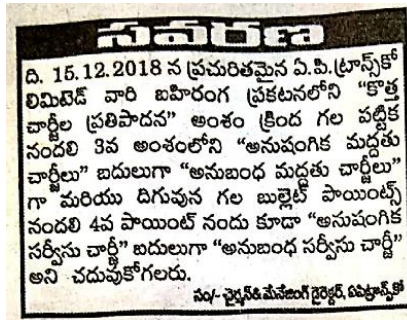 సవరణ
ది. 15.12.2018 న ప్రచురితమైన ఏ.పి.ట్రాన్స్‌కో
లిమిటెడ్ వారి బహిరంగ ప్రకటనలోని “కొత్త
చార్జీల ప్రతిపాదన” అంశం క్రింద గల పట్టిక
నందలి 3వ అంశంలోని “అనుషంగిక మద్దతు
చార్జీలు” బదులుగా “అనుబంధ మద్దతు చార్జీలు”
గా మరియు దిగువున గల బుల్లెట్ పాయింట్స్
నందలి 4వ పాయింట్ నందు కూడా “అనుషంగిక
సర్వీసు చార్జీ” బదులుగా “అనుబంధ సర్వీసు చార్జీ”
అని చదువుకోగలరు.
సం/- చైర్మన్&మేనేజింగ్ డైరెక్టర్, ఏపిట్రాన్స్‌కో